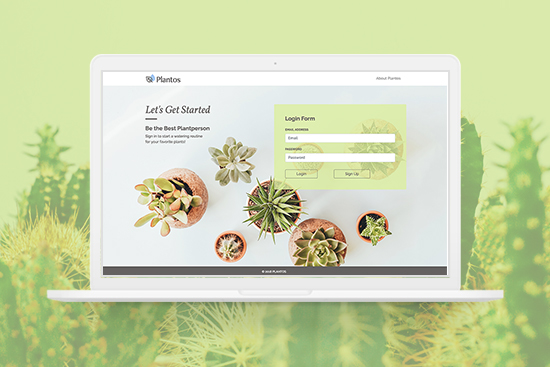 Plantos
About Plantos
Let's Get Started
Be the Best Plantperson
Sign in to start a watering routine
for your favorite plants!
Login Form
EMAIL ADDRESS
Email
PASSWORD
Password
Login
Sign Up
PLANTOS